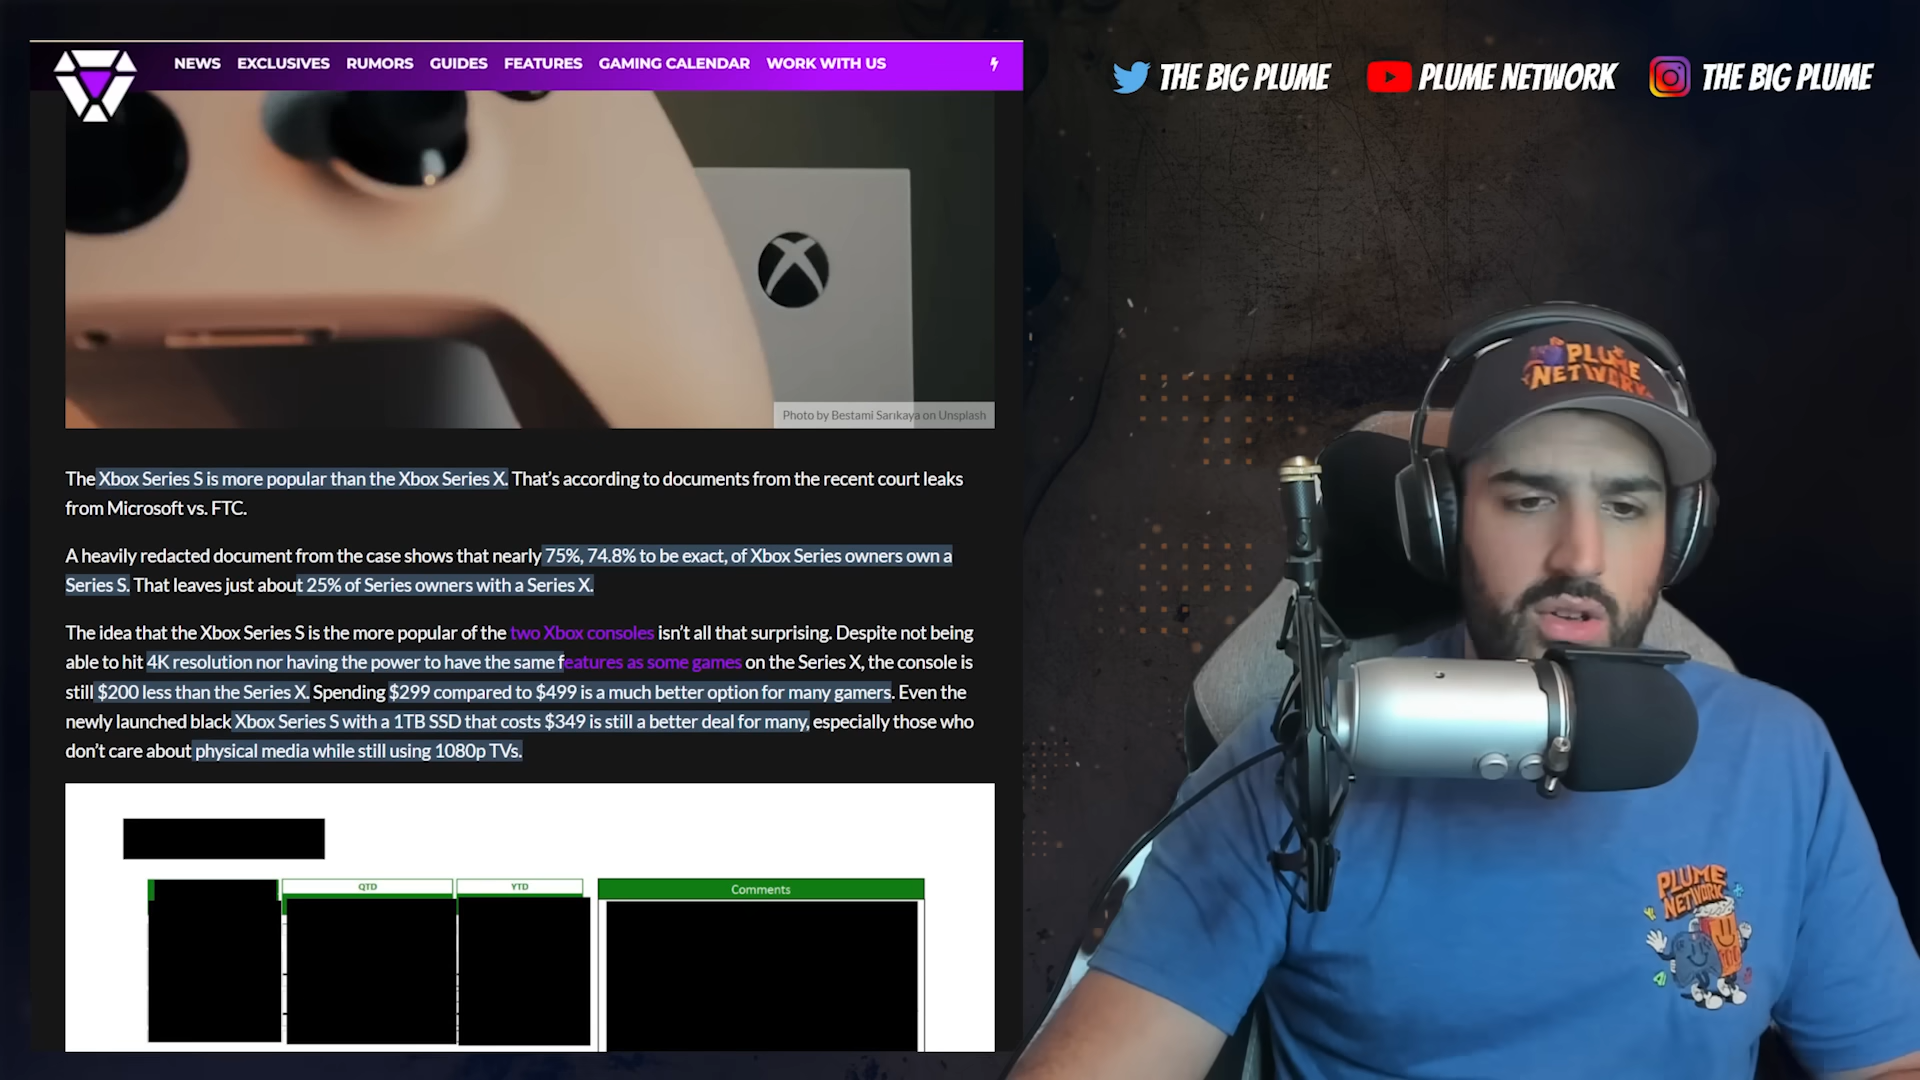 NEWS EXCLUSIVES RUMORS GUIDES FEATURES GAMING CALENDAR WORK WITH US
THE BIG PLUME PLUME NETWORK THE BIG PLUME
Photo by Bestami Sarıkaya on Unsplash
The Xbox Series S is more popular than the Xbox Series X. That's according to documents from the recent court leaks
from Microsoft vs. FTC.
A heavily redacted document from the case shows that nearly 75%, 74.8% to be exact, of Xbox Series owners own a
Series S. That leaves just about 25% of Series owners with a Series X.
The idea that the Xbox Series S is the more popular of the two Xbox consoles isn't all that surprising. Despite not being
able to hit 4K resolution nor having the power to have the same features as some games on the Series X, the console is
still $200 less than the Series X. Spending $299 compared to $499 is a much better option for many gamers. Even the
newly launched black Xbox Series S with a 1TB SSD that costs $349 is still a better deal for many, especially those who
don't care about physical media while still using 1080p TVs.
QTD YTD Comments
PLUME
NETWORK
PLUME
NETWORK